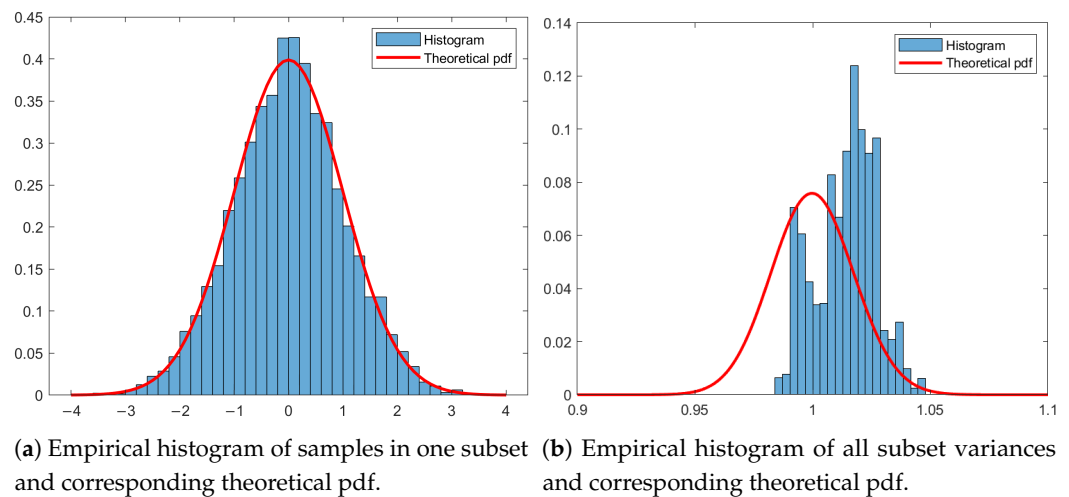 0.45
0.4
0.35
0.3
0.25
0.2
0.15
0.1
0.05
0
−4 −3 −2 −1 0 1 2 3 4
Histogram
Theoretical pdf
(a) Empirical histogram of samples in one subset
and corresponding theoretical pdf.
0.14
0.12
0.1
0.08
0.06
0.04
0.02
0
0.9 0.95 1 1.05 1.1
Histogram
Theoretical pdf
(b) Empirical histogram of all subset variances
and corresponding theoretical pdf.